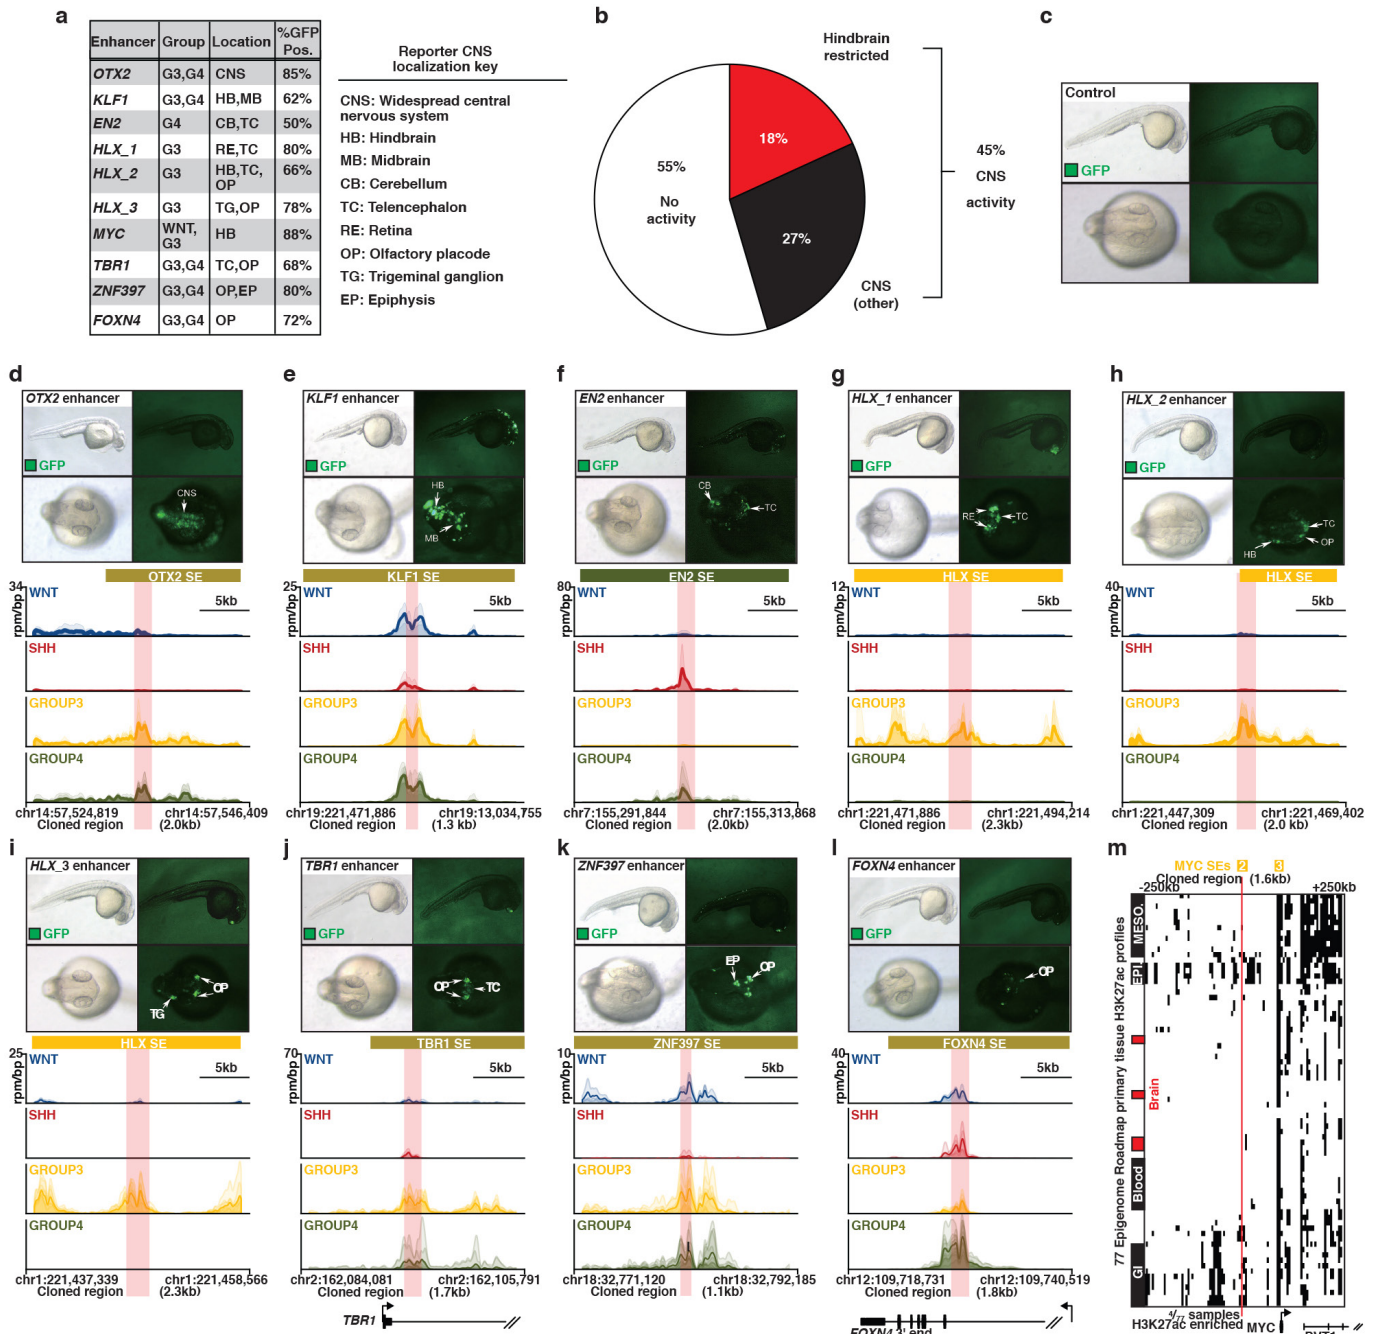 a
Enhancer Group Location %GFP Pos.
OTX2 G3,G4 CNS 85%
KLF1 G3,G4 HB,MB 62%
EN2 G4 CB,TC 50%
HLX_1 G3 RE,TC 80%
HLX_2 G3 HB,TC, OP 66%
HLX_3 G3 TG,OP 78%
MYC WNT, G3 HB 88%
TBR1 G3,G4 TC,OP 68%
ZNF397 G3,G4 OP,EP 80%
FOXN4 G3,G4 OP 72%
Reporter CNS
localization key
CNS: Widespread central
nervous system
HB: Hindbrain
MB: Midbrain
CB: Cerebellum
TC: Telencephalon
RE: Retina
OP: Olfactory placode
TG: Trigeminal ganglion
EP: Epiphysis
b
Hindbrain
restricted
18%
55%
No
activity
27%
CNS
(other)
45%
CNS
activity
c
Control
GFP
d
OTX2 enhancer
GFP
CNS
OTX2 SE
34
rpm/bp
WNT
5kb
SHH
GROUP3
GROUP4
chr14:57,524,819 chr14:57,546,409
Cloned region (2.0kb)
e
KLF1 enhancer
GFP
HB
MB
KLF1 SE
25
rpm/bp
WNT
5kb
SHH
GROUP3
GROUP4
chr19:221,471,886 chr19:13,034,755
Cloned region (1.3 kb)
f
EN2 enhancer
GFP
CB
TC
EN2 SE
80
rpm/bp
WNT
5kb
SHH
GROUP3
GROUP4
chr7:155,291,844 chr7:155,313,868
Cloned region (2.0kb)
g
HLX_1 enhancer
GFP
RE
TC
HLX SE
12
rpm/bp
WNT
5kb
SHH
GROUP3
GROUP4
chr1:221,471,886 chr1:221,494,214
Cloned region (2.3kb)
h
HLX_2 enhancer
GFP
TC
OP
HB
HLX SE
40
rpm/bp
WNT
5kb
SHH
GROUP3
GROUP4
chr1:221,447,309 chr1:221,469,402
Cloned region (2.0 kb)
i
HLX_3 enhancer
GFP
OP
TG
HLX SE
25
rpm/bp
WNT
5kb
SHH
GROUP3
GROUP4
chr1:221,437,339 chr1:221,458,566
Cloned region (2.3kb)
j
TBR1 enhancer
GFP
OP
TC
TBR1 SE
70
rpm/bp
WNT
5kb
SHH
GROUP3
GROUP4
chr2:162,084,081 chr2:162,105,791
Cloned region (1.7kb)
TBR1
k
ZNF397 enhancer
GFP
EP
OP
ZNF397 SE
10
rpm/bp
WNT
5kb
SHH
GROUP3
GROUP4
chr18:32,771,120 chr18:32,792,185
Cloned region (1.1kb)
l
FOXN4 enhancer
GFP
OP
FOXN4 SE
40
rpm/bp
WNT
5kb
SHH
GROUP3
GROUP4
chr12:109,718,731 chr12:109,740,519
Cloned region (1.8kb)
FOXN4 3' end
m
MYC SEs 2 3
Cloned region (1.6kb)
-250kb +250kb
77 Epigenome Roadmap primary tissue H3K27ac profiles
MESO.
EPI.
Brain
Blood
GI
4/77 samples
H3K27ac enriched
MYC